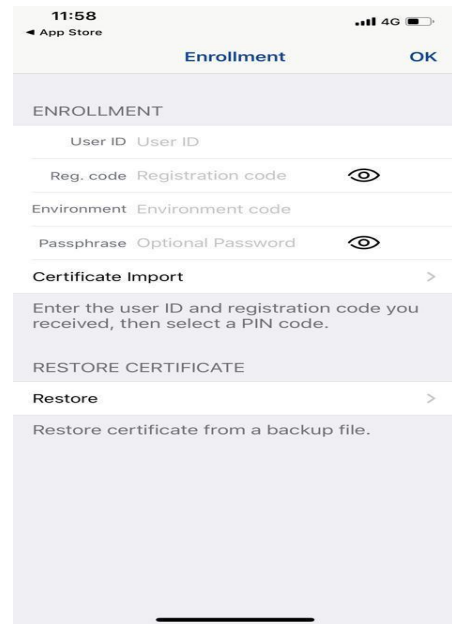 11:58
4G
◄ App Store
Enrollment
OK
ENROLLMENT
User ID User ID
Reg. code Registration code
Environment Environment code
Passphrase Optional Password
Certificate Import >
Enter the user ID and registration code you
received, then select a PIN code.
RESTORE CERTIFICATE
Restore >
Restore certificate from a backup file.